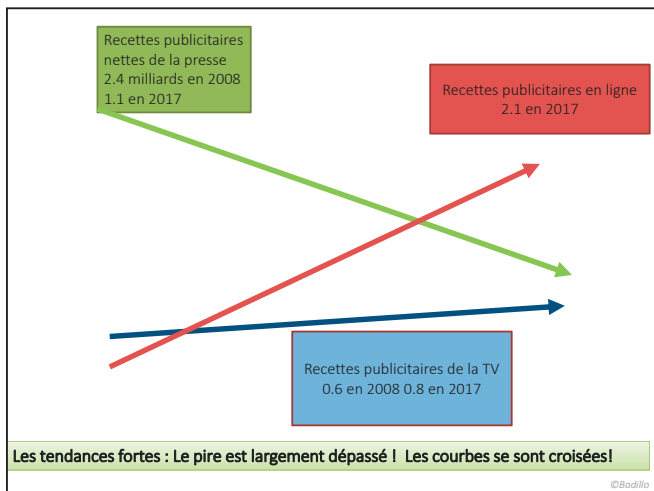 Recettes publicitaires
nettes de la presse
2.4 milliards en 2008
1.1 en 2017
Recettes publicitaires en ligne
2.1 en 2017
Recettes publicitaires de la TV
0.6 en 2008 0.8 en 2017
Les tendances fortes : Le pire est largement dépassé ! Les courbes se sont croisées!
©Badillo